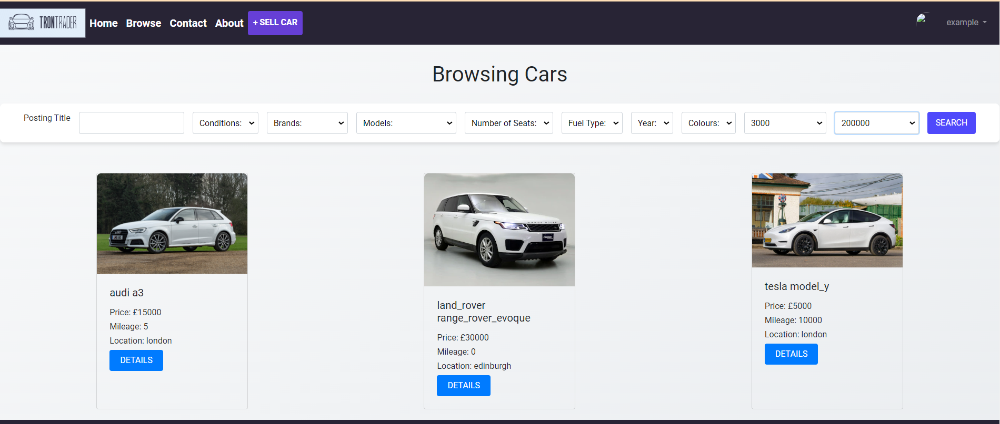 TRONTRADER
Home Browse Contact About + SELL CAR
example
Browsing Cars
Posting Title Conditions: Brands: Models: Number of Seats: Fuel Type: Year: Colours: 3000 200000 SEARCH
audi a3
Price: £15000
Mileage: 5
Location: london
DETAILS
land_rover
range_rover_evoque
Price: £30000
Mileage: 0
Location: edinburgh
DETAILS
tesla model_y
Price: £5000
Mileage: 10000
Location: london
DETAILS